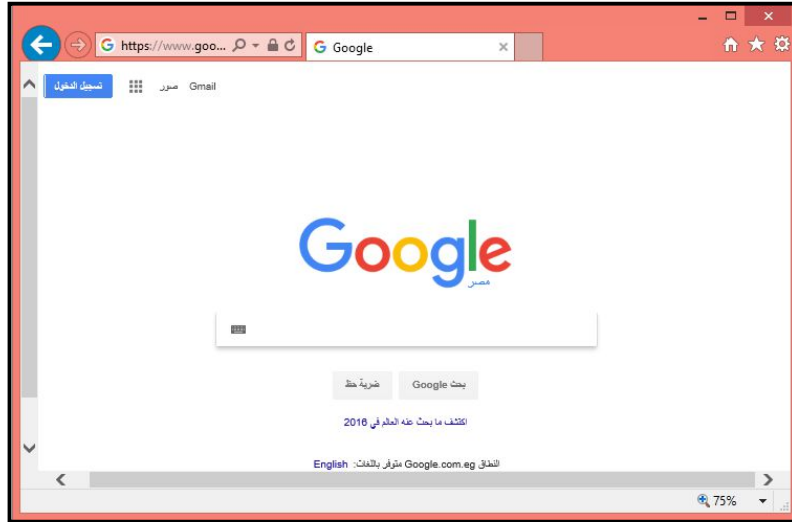 https://www.goo...
Google
تسجيل الدخول
صور
Gmail
Google
مصر
بحث Google
ضربة حظ
اكتشف ما بحث عنه العالم في 2016
النطاق Google.com.eg متوفر باللغات: English
75%